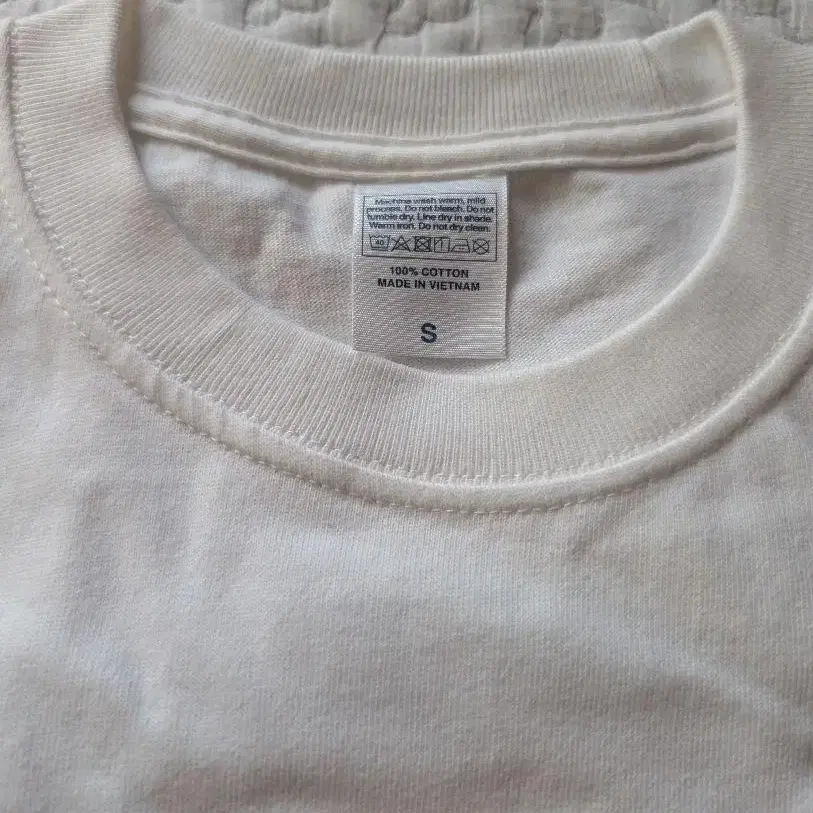 Machine wash warm, mild
process. Do not bleach. Do not
tumble dry. Line dry in shade.
Warm iron. Do not dry clean.
40
100% COTTON
MADE IN VIETNAM
S